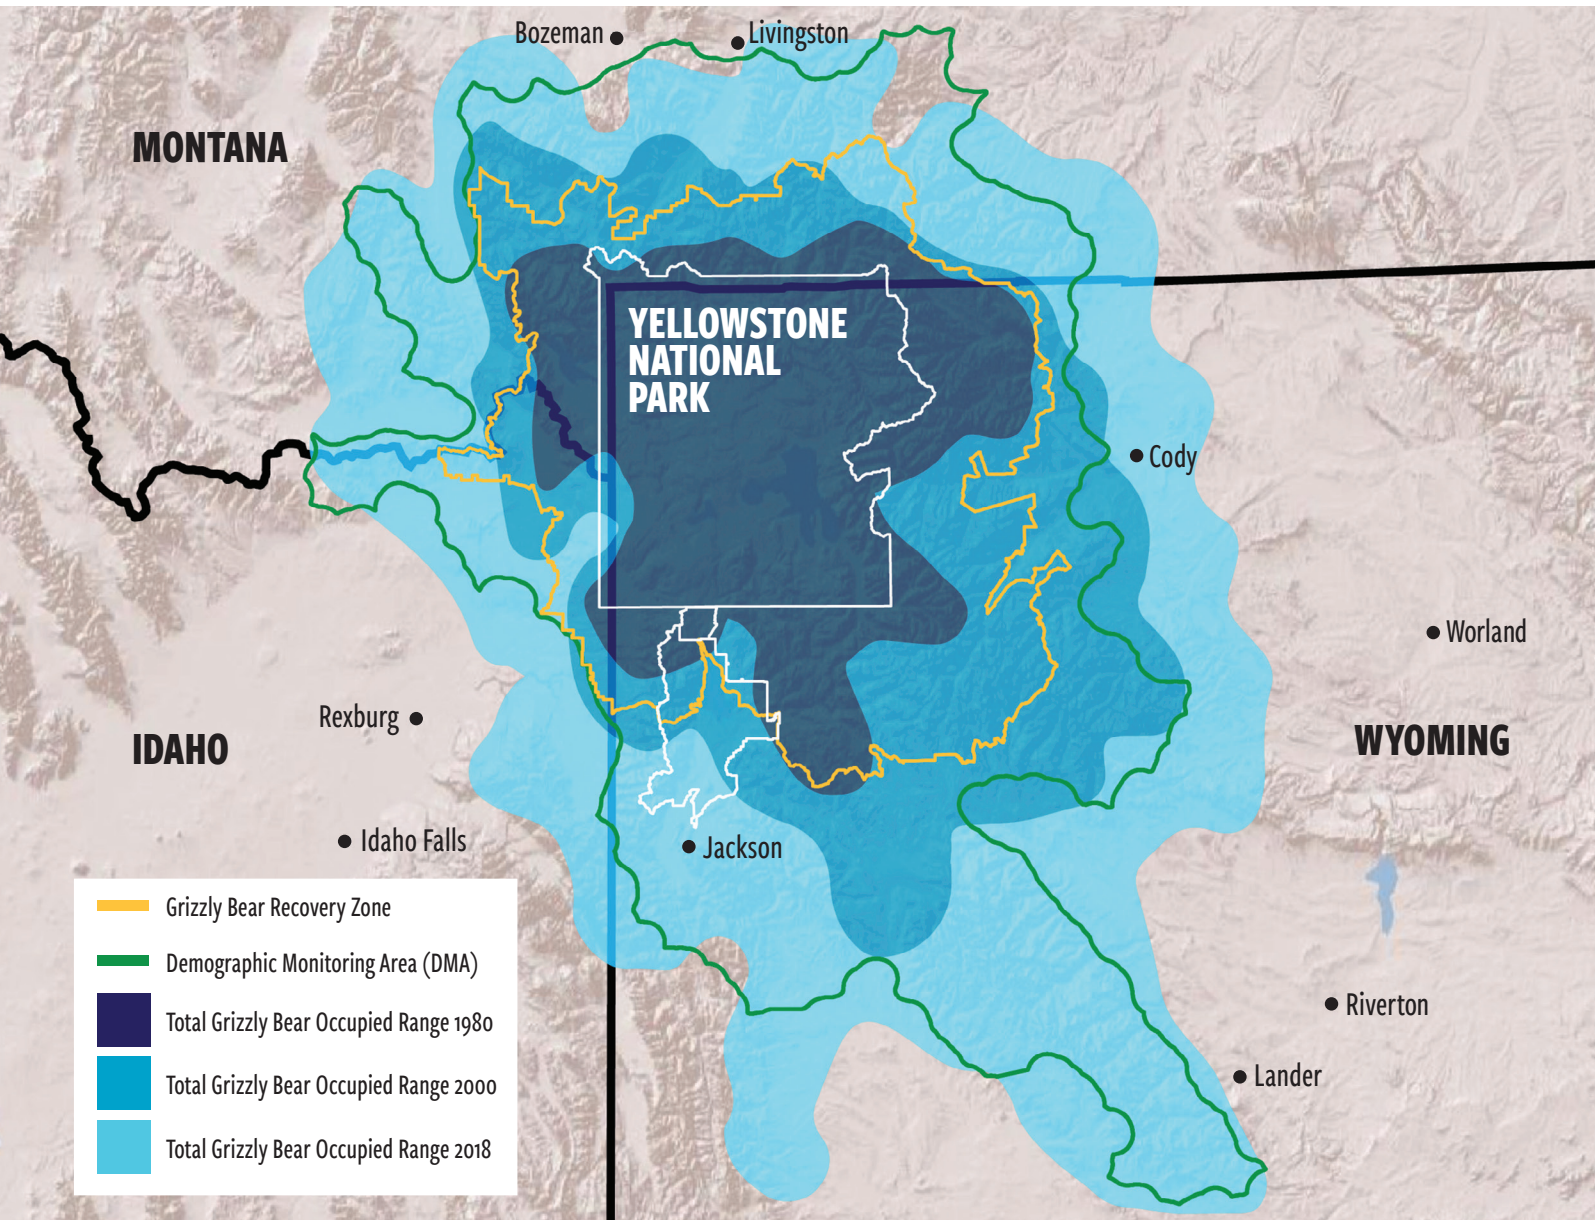 Bozeman
Livingston
MONTANA
YELLOWSTONE
NATIONAL
PARK
Cody
Worland
Rexburg
IDAHO
WYOMING
Idaho Falls
Jackson
Grizzly Bear Recovery Zone
Demographic Monitoring Area (DMA)
Total Grizzly Bear Occupied Range 1980
Total Grizzly Bear Occupied Range 2000
Total Grizzly Bear Occupied Range 2018
Riverton
Lander